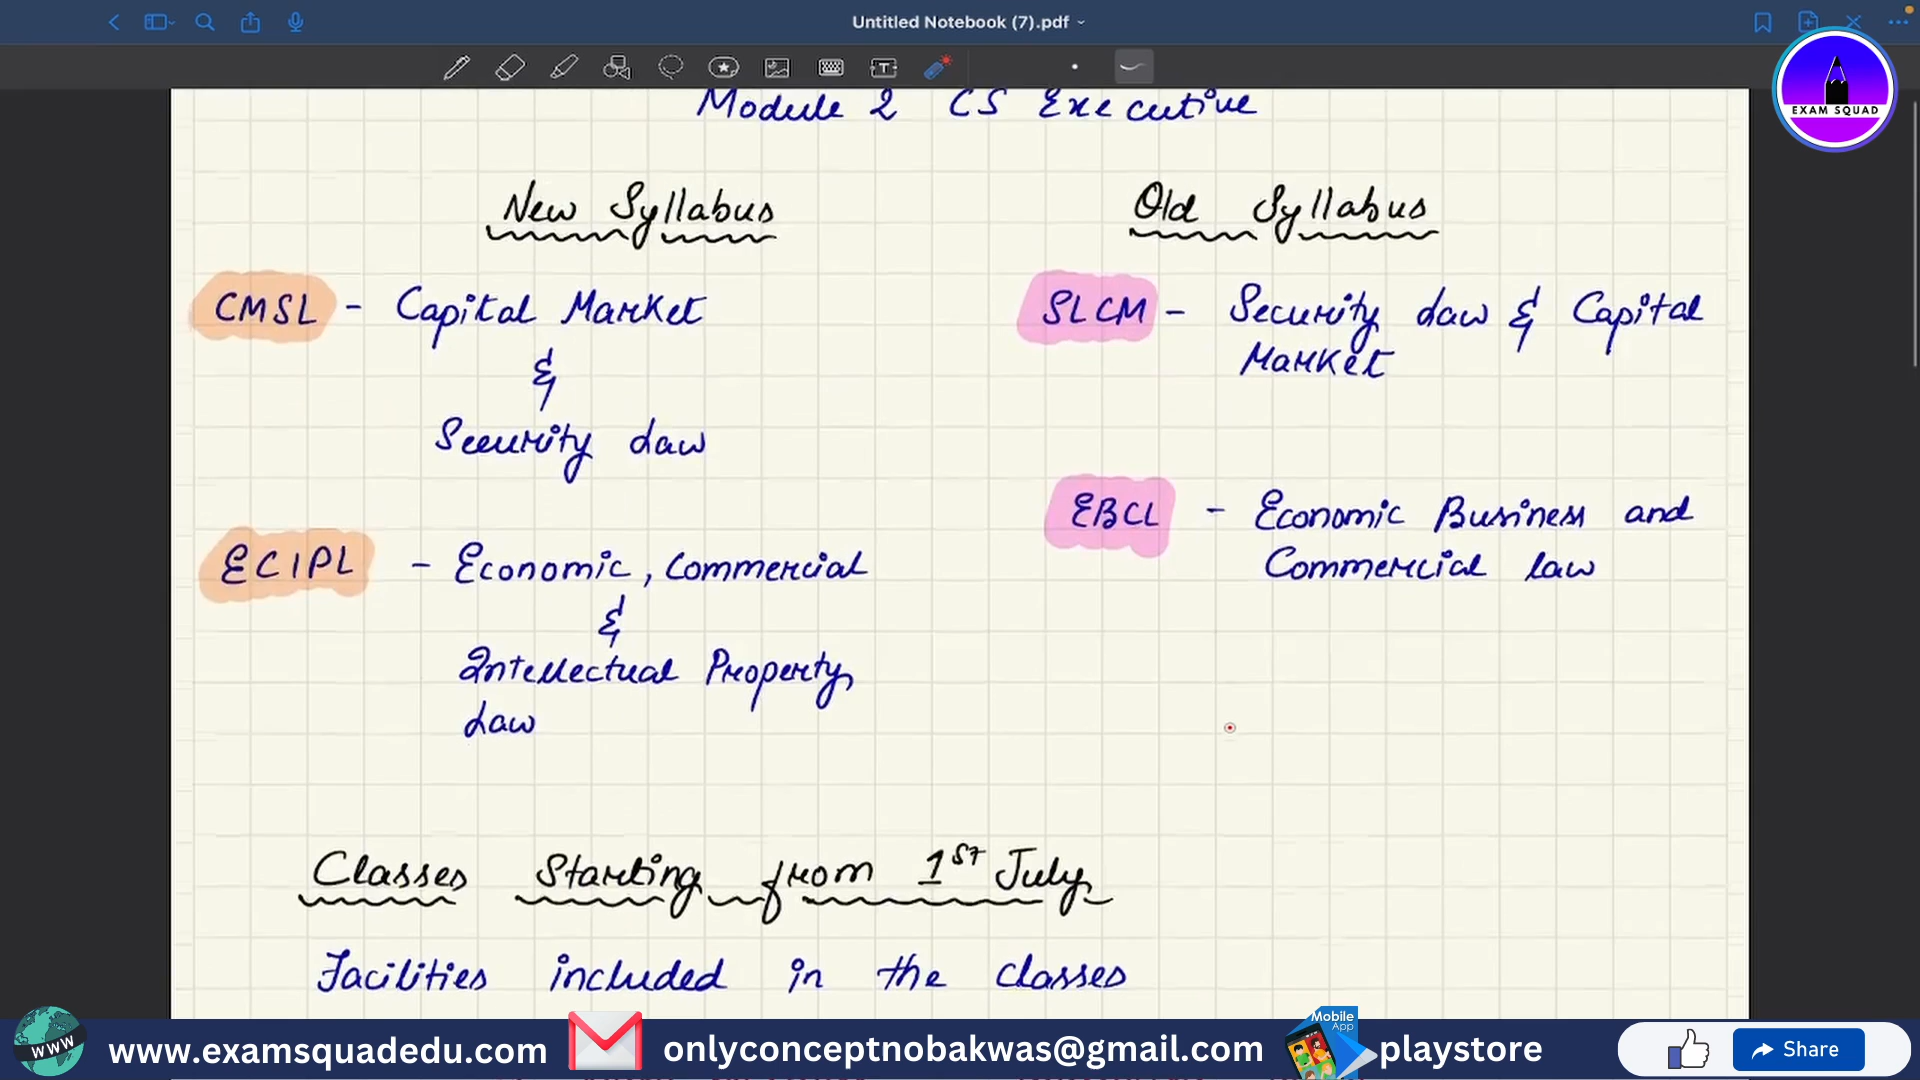 Untitled Notebook (7).pdf
EXAM SQUAD
Module 2 CS Executive
New Syllabus
CMSL - Capital Market
&
Security Law
ECIPL - Economic, Commercial
&
Intellectual Property
Law
Old Syllabus
SLCM - Security Law & Capital
Market
EBCL - Economic Business and
Commercial law
Classes Starting from 1st July
Facilities included in the classes
www www.examsquadedu.com
onlyconceptnobakwas@gmail.com
Mobile
App
playstore
Share